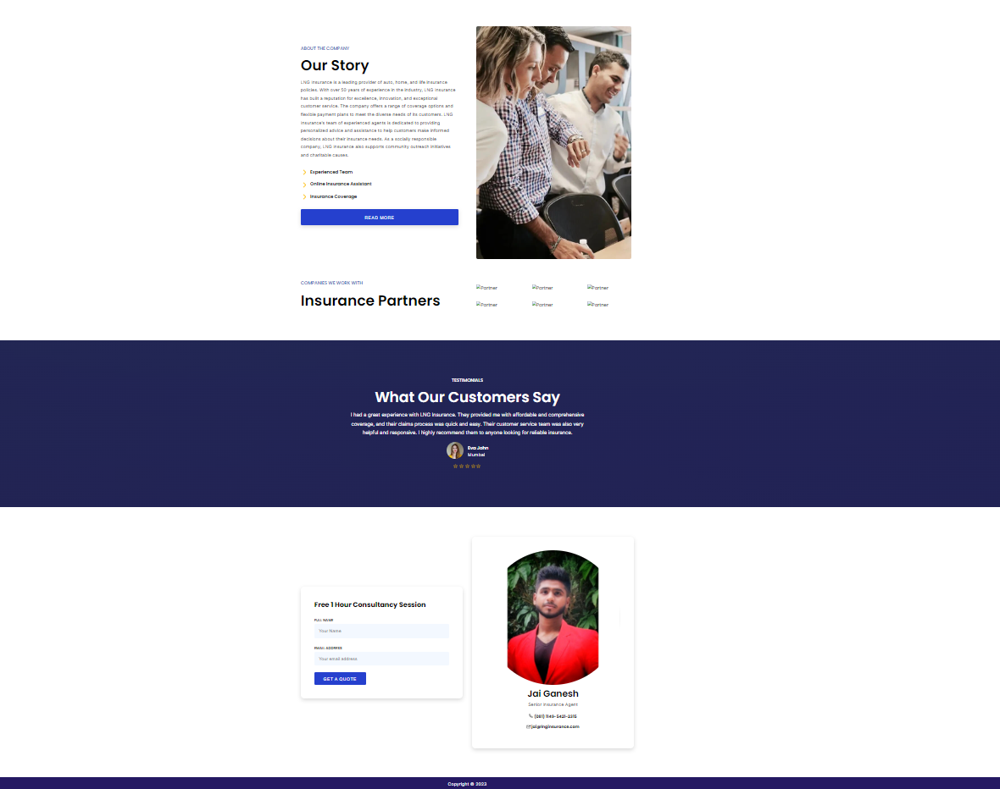 ABOUT THE COMPANY
Our Story
LNG Insurance is a leading provider of auto, home, and life insurance
policies. With over 50 years of experience in the industry, LNG Insurance
has built a reputation for excellence, innovation, and exceptional
customer service. The company offers a range of coverage options and
flexible payment plans to meet the diverse needs of its customers. LNG
Insurance's team of experienced agents is dedicated to providing
personalized advice and assistance to help customers make informed
decisions about their insurance needs. As a socially responsible
company, LNG Insurance also supports community outreach initiatives
and charitable causes.
Experienced Team
Online Insurance Assistant
Insurance Coverage
READ MORE
COMPANIES WE WORK WITH
Insurance Partners
Partner Partner Partner
Partner Partner Partner
TESTIMONIALS
What Our Customers Say
I had a great experience with LNG Insurance. They provided me with affordable and comprehensive
coverage, and their claims process was quick and easy. Their customer service team was also very
helpful and responsive. I highly recommend them to anyone looking for reliable insurance.
Eva John
Mumbai
Free 1 Hour Consultancy Session
FULL NAME
Your Name
EMAIL ADDRESS
Your email address
GET A QUOTE
Jai Ganesh
Senior Insurance Agent
(081) 1149-5421-2315
jai@lnginsurance.com
Copyright © 2023